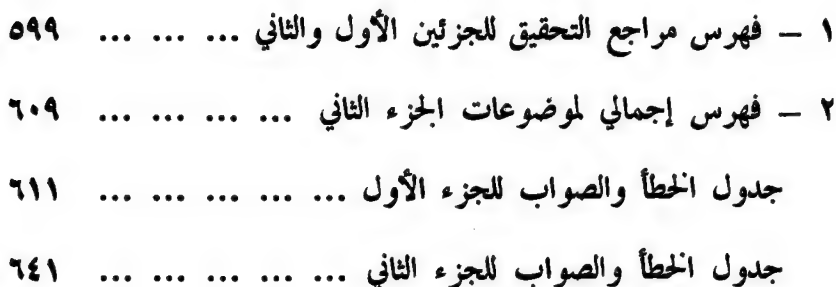 ١ — فهرس مراجع التحقيق للجزئين الأول والثاني ... ... ... ٥٩٩
٢ — فهرس إجمالي لموضوعات الجزء الثاني ... ... ... ... ٦٠٩
جدول الخطأ والصواب للجزء الأول ... ... ... ... ... ٦١١
جدول الخطأ والصواب للجزء الثاني ... ... ... ... ... ٦٤١